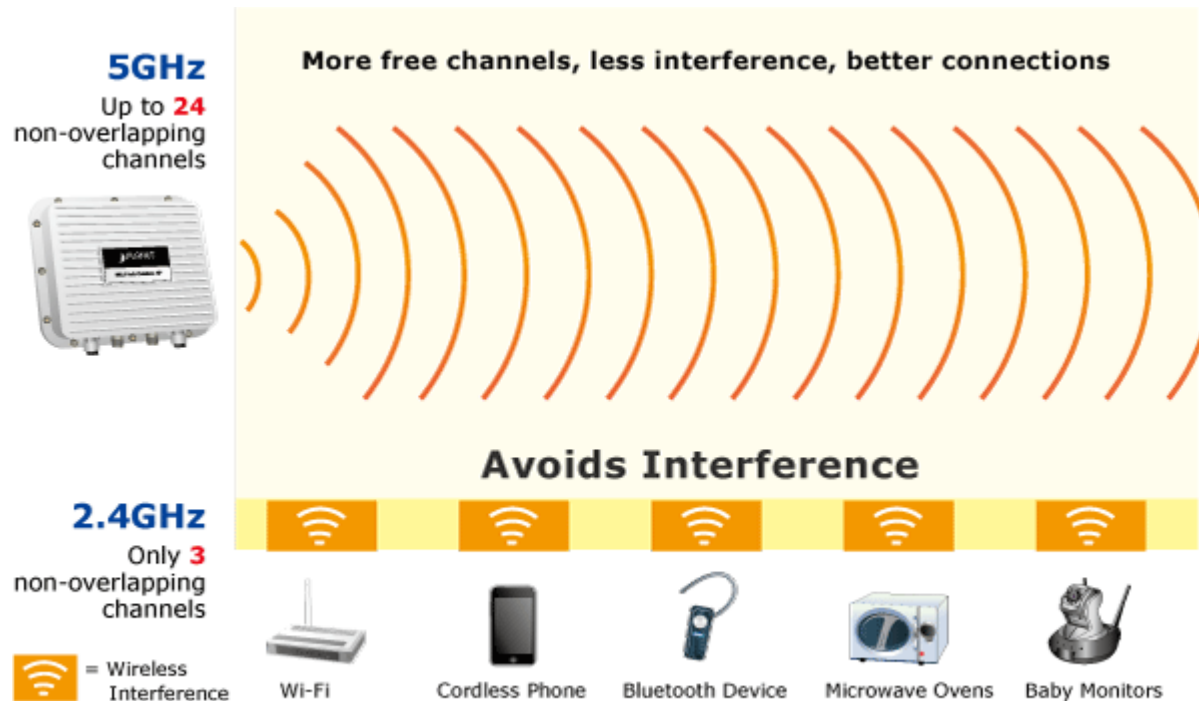 5GHz
Up to 24
non-overlapping
channels
More free channels, less interference, better connections
PLANET
Avoids Interference
2.4GHz
Only 3
non-overlapping
channels
= Wireless
Interference
Wi-Fi
Cordless Phone
Bluetooth Device
Microwave Ovens
Baby Monitors